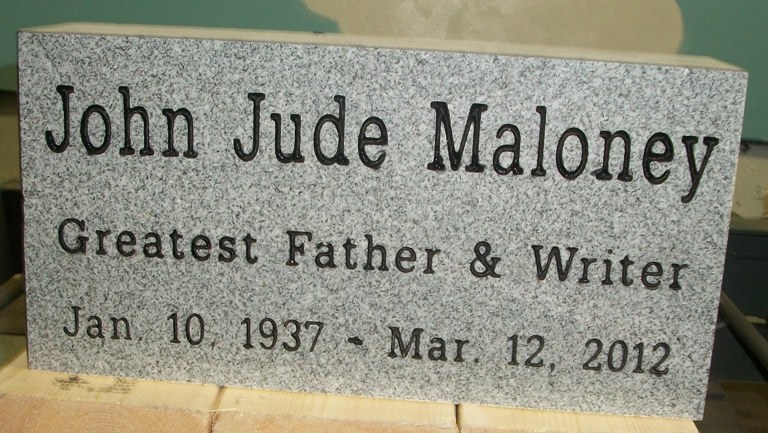 John Jude Maloney
Greatest Father & Writer
Jan. 10, 1937 - Mar. 12, 2012